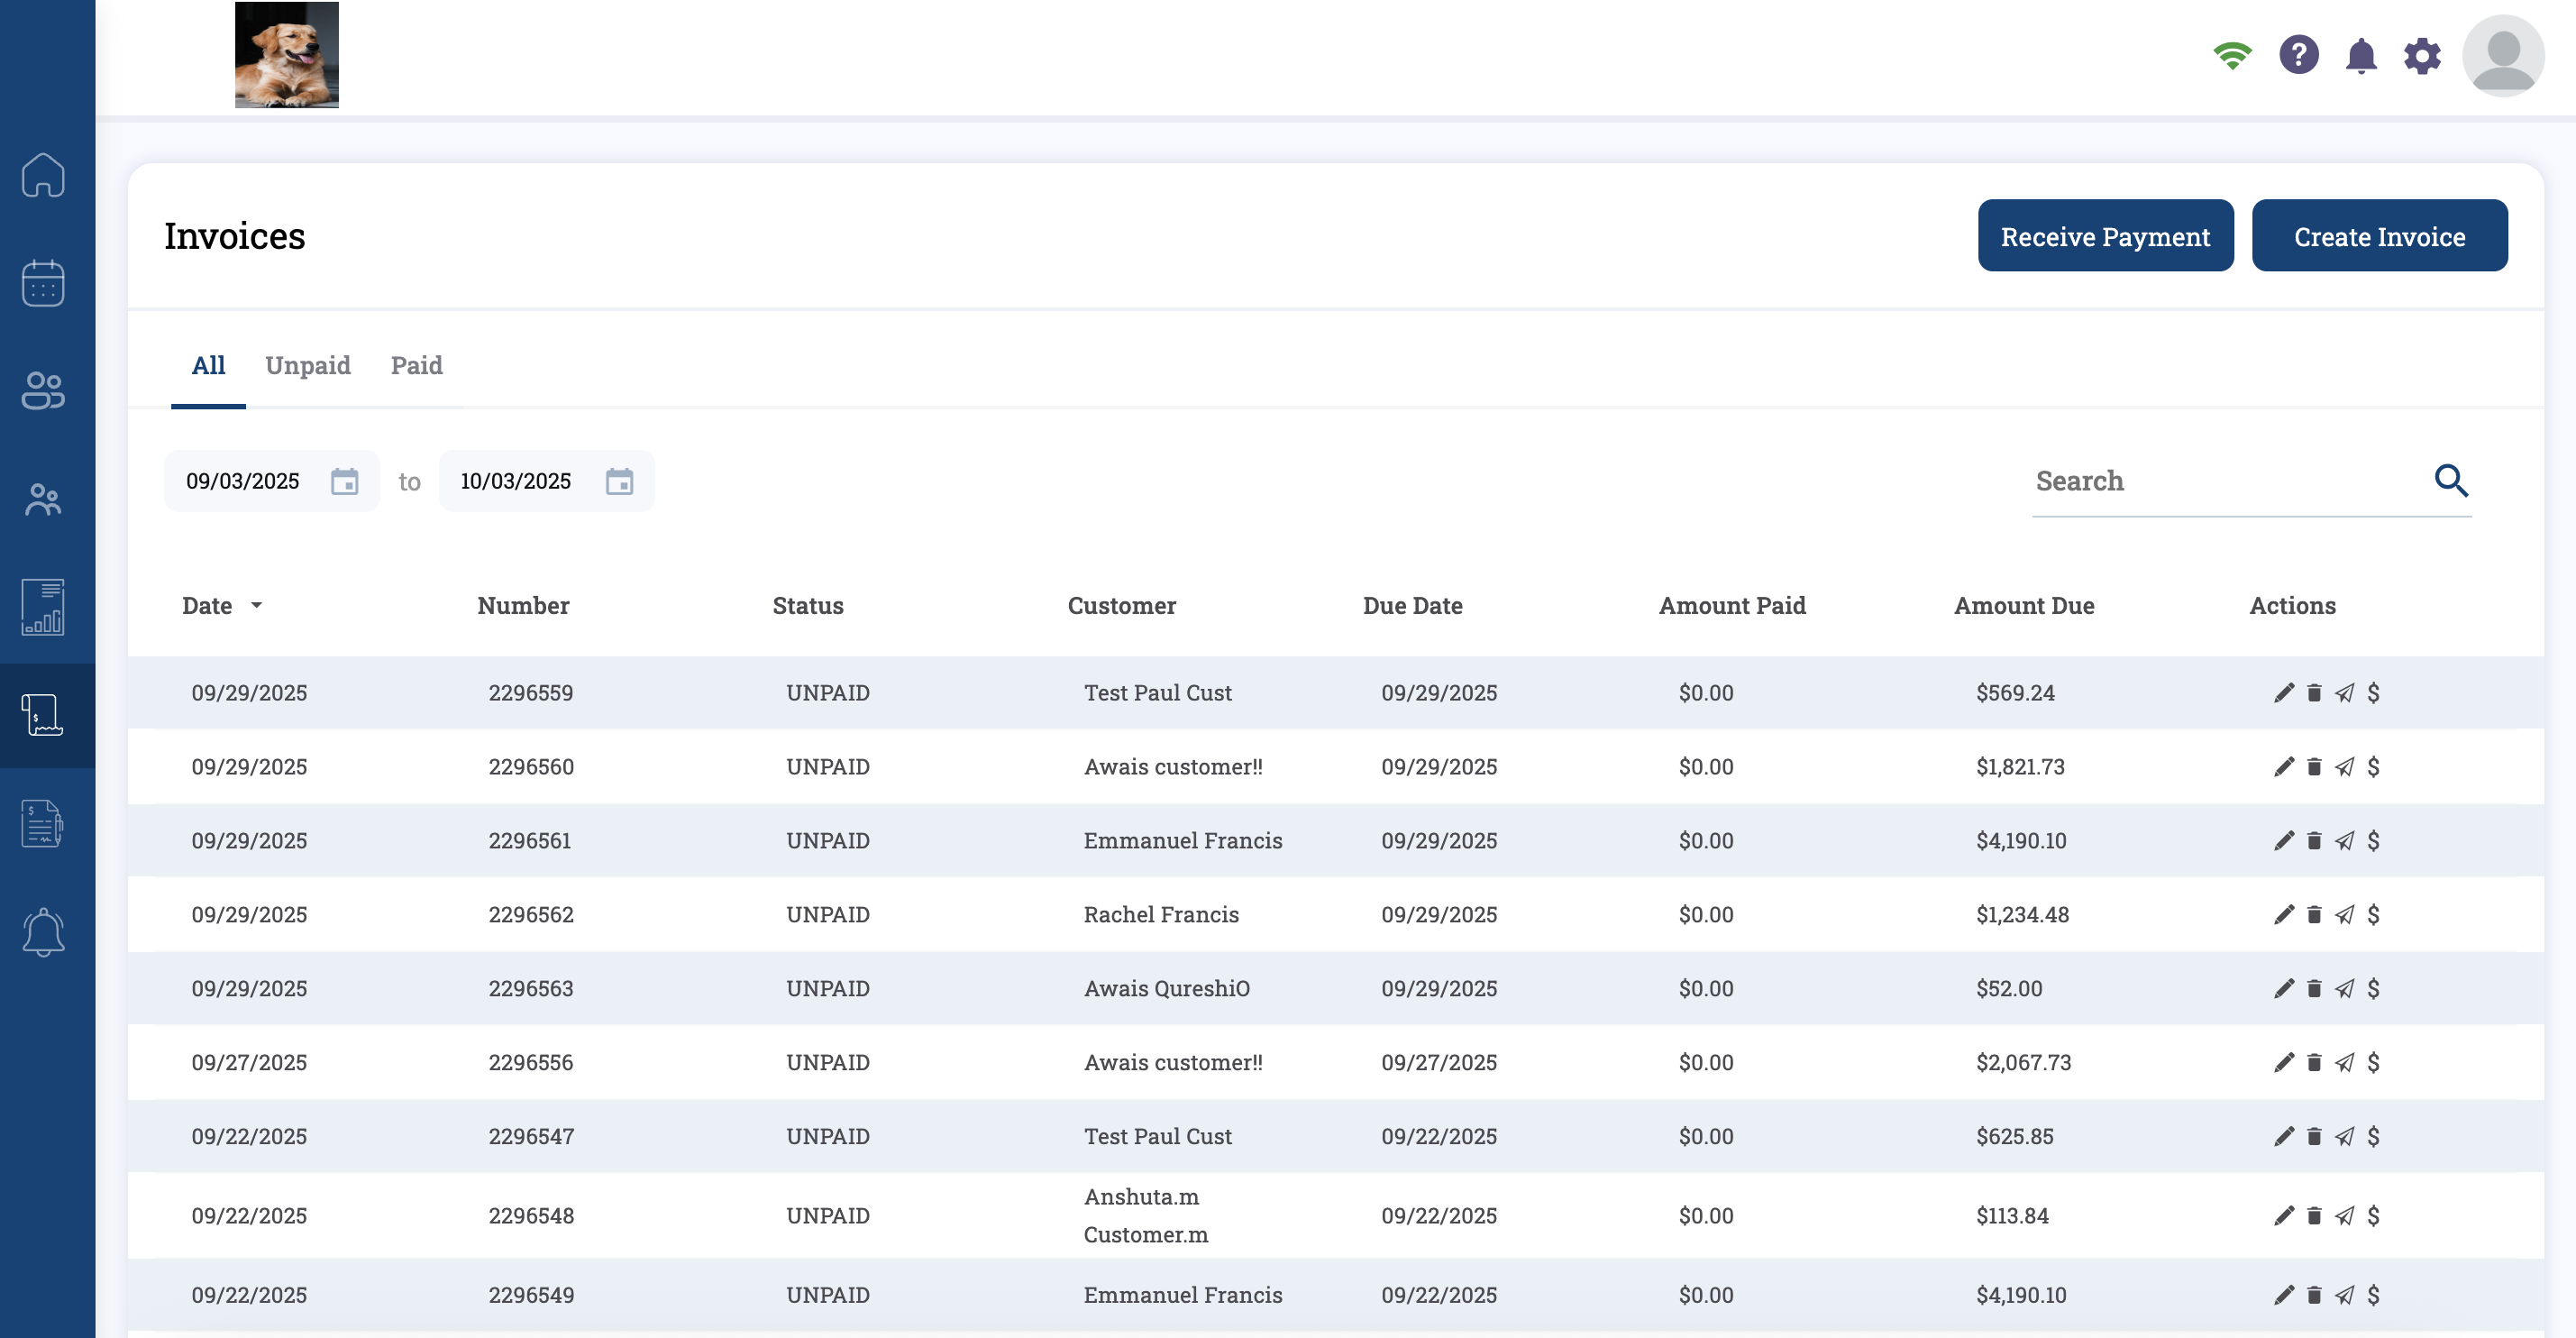 Invoices
Receive Payment Create Invoice
All Unpaid Paid
09/03/2025 to 10/03/2025 Search
Date Number Status Customer Due Date Amount Paid Amount Due Actions
09/29/2025 2296559 UNPAID Test Paul Cust 09/29/2025 $0.00 $569.24 $
09/29/2025 2296560 UNPAID Awais customer!! 09/29/2025 $0.00 $1,821.73 $
09/29/2025 2296561 UNPAID Emmanuel Francis 09/29/2025 $0.00 $4,190.10 $
09/29/2025 2296562 UNPAID Rachel Francis 09/29/2025 $0.00 $1,234.48 $
09/29/2025 2296563 UNPAID Awais QureshiO 09/29/2025 $0.00 $52.00 $
09/27/2025 2296556 UNPAID Awais customer!! 09/27/2025 $0.00 $2,067.73 $
09/22/2025 2296547 UNPAID Test Paul Cust 09/22/2025 $0.00 $625.85 $
09/22/2025 2296548 UNPAID Anshuta.m Customer.m 09/22/2025 $0.00 $113.84 $
09/22/2025 2296549 UNPAID Emmanuel Francis 09/22/2025 $0.00 $4,190.10 $